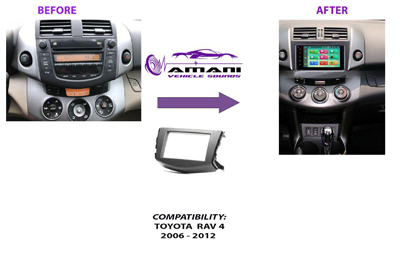 BEFORE
AFTER
AMANI
VEHICLE SOUNDS
COMPATIBILITY:
TOYOTA RAV 4
2006 - 2012